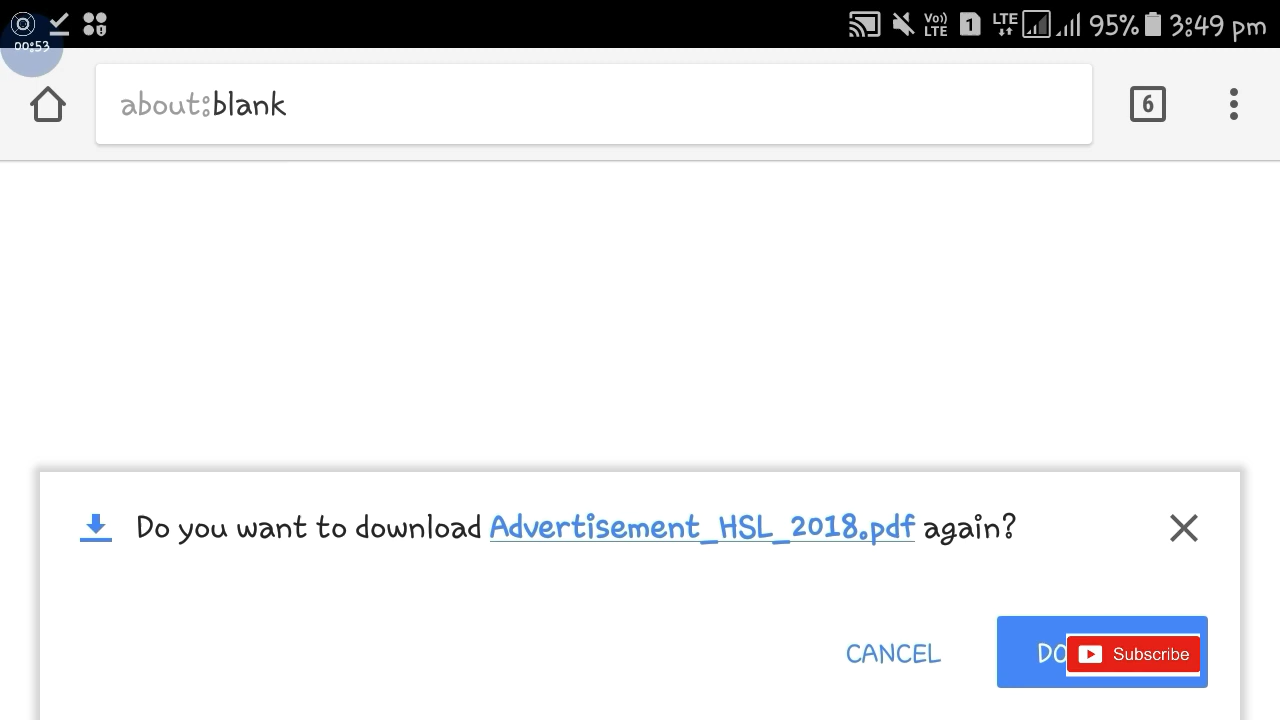 00:53
Vo)) LTE 1 LTE 95% 3:49 pm
about:blank
6
Do you want to download Advertisement_HSL_2018.pdf again?
CANCEL
DO
Subscribe